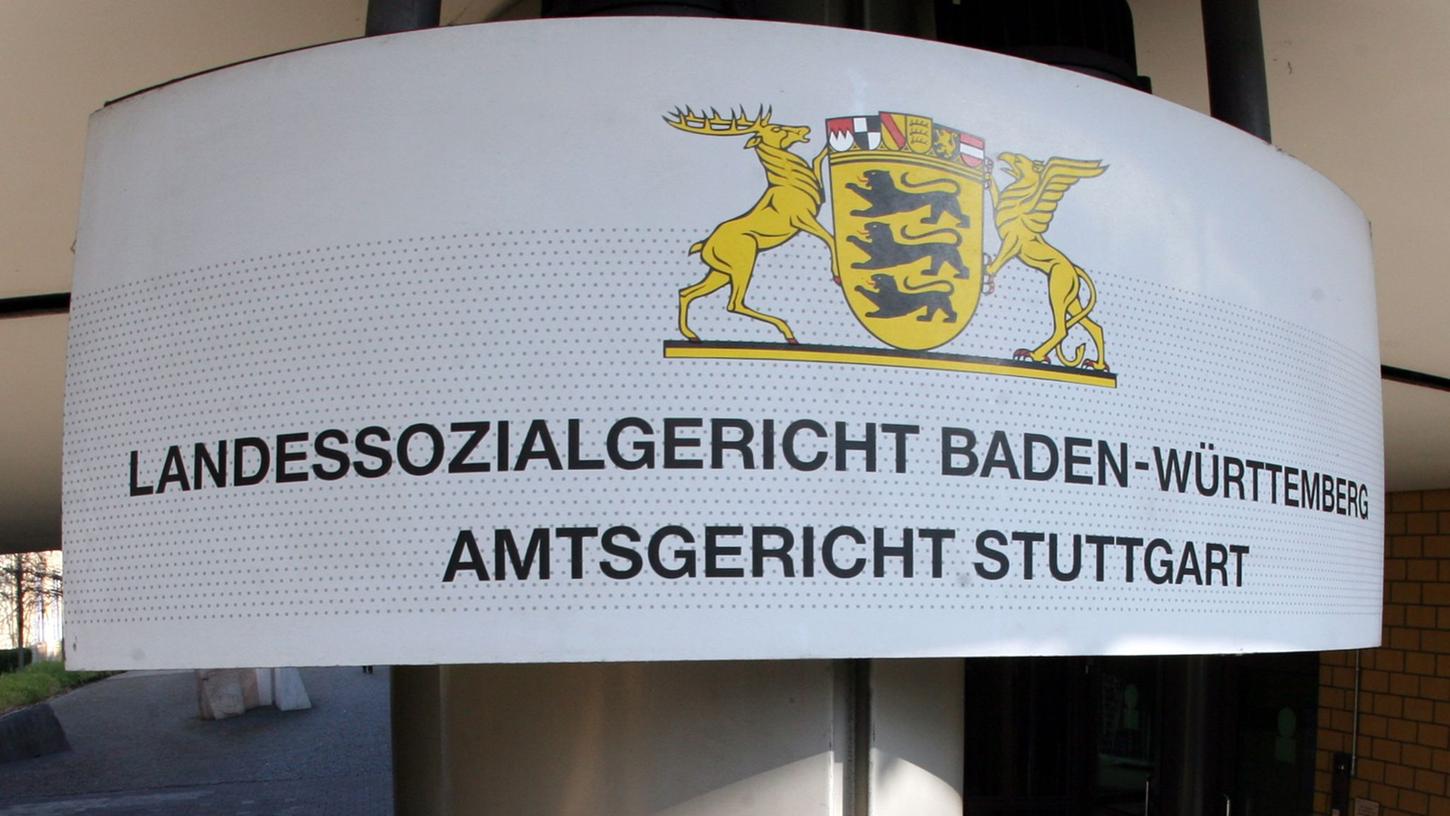 LANDESSOZIALGERICHT BADEN-WÜRTTEMBERG
AMTSGERICHT STUTTGART